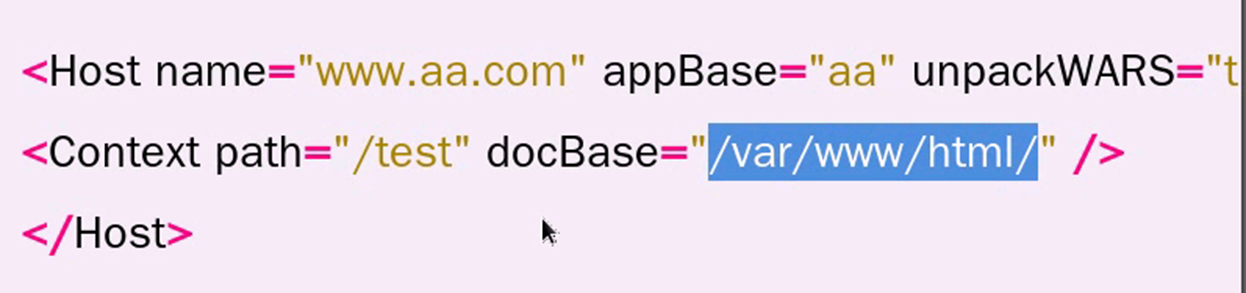 <Host name="www.aa.com" appBase="aa" unpackWARS="t
<Context path="/test" docBase="/var/www/html/" />
</Host>